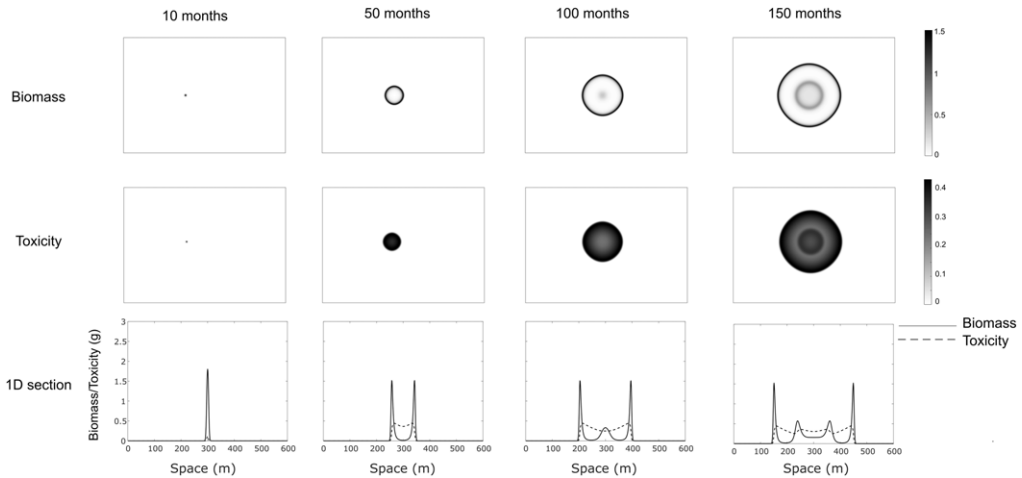 10 months 50 months 100 months 150 months
Biomass
1.5
1
0.5
0
Toxicity
0.4
0.3
0.2
0.1
0
1D section
Biomass/Toxicity (g)
3
2.5
2
1.5
1
0.5
0
0 100 200 300 400 500 600
Space (m)
0 100 200 300 400 500 600
Space (m)
0 100 200 300 400 500 600
Space (m)
0 100 200 300 400 500 600
Space (m)
Biomass
Toxicity